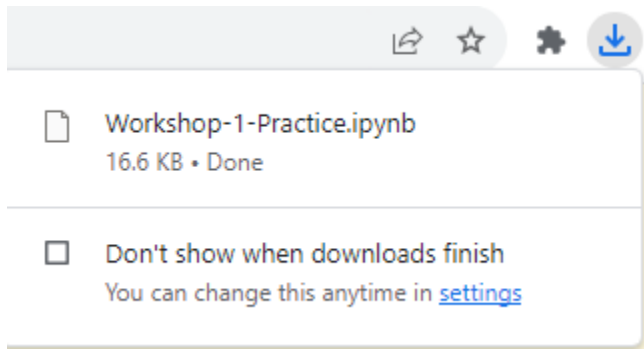 Workshop-1-Practice.ipynb
16.6 KB • Done
Don't show when downloads finish
You can change this anytime in settings